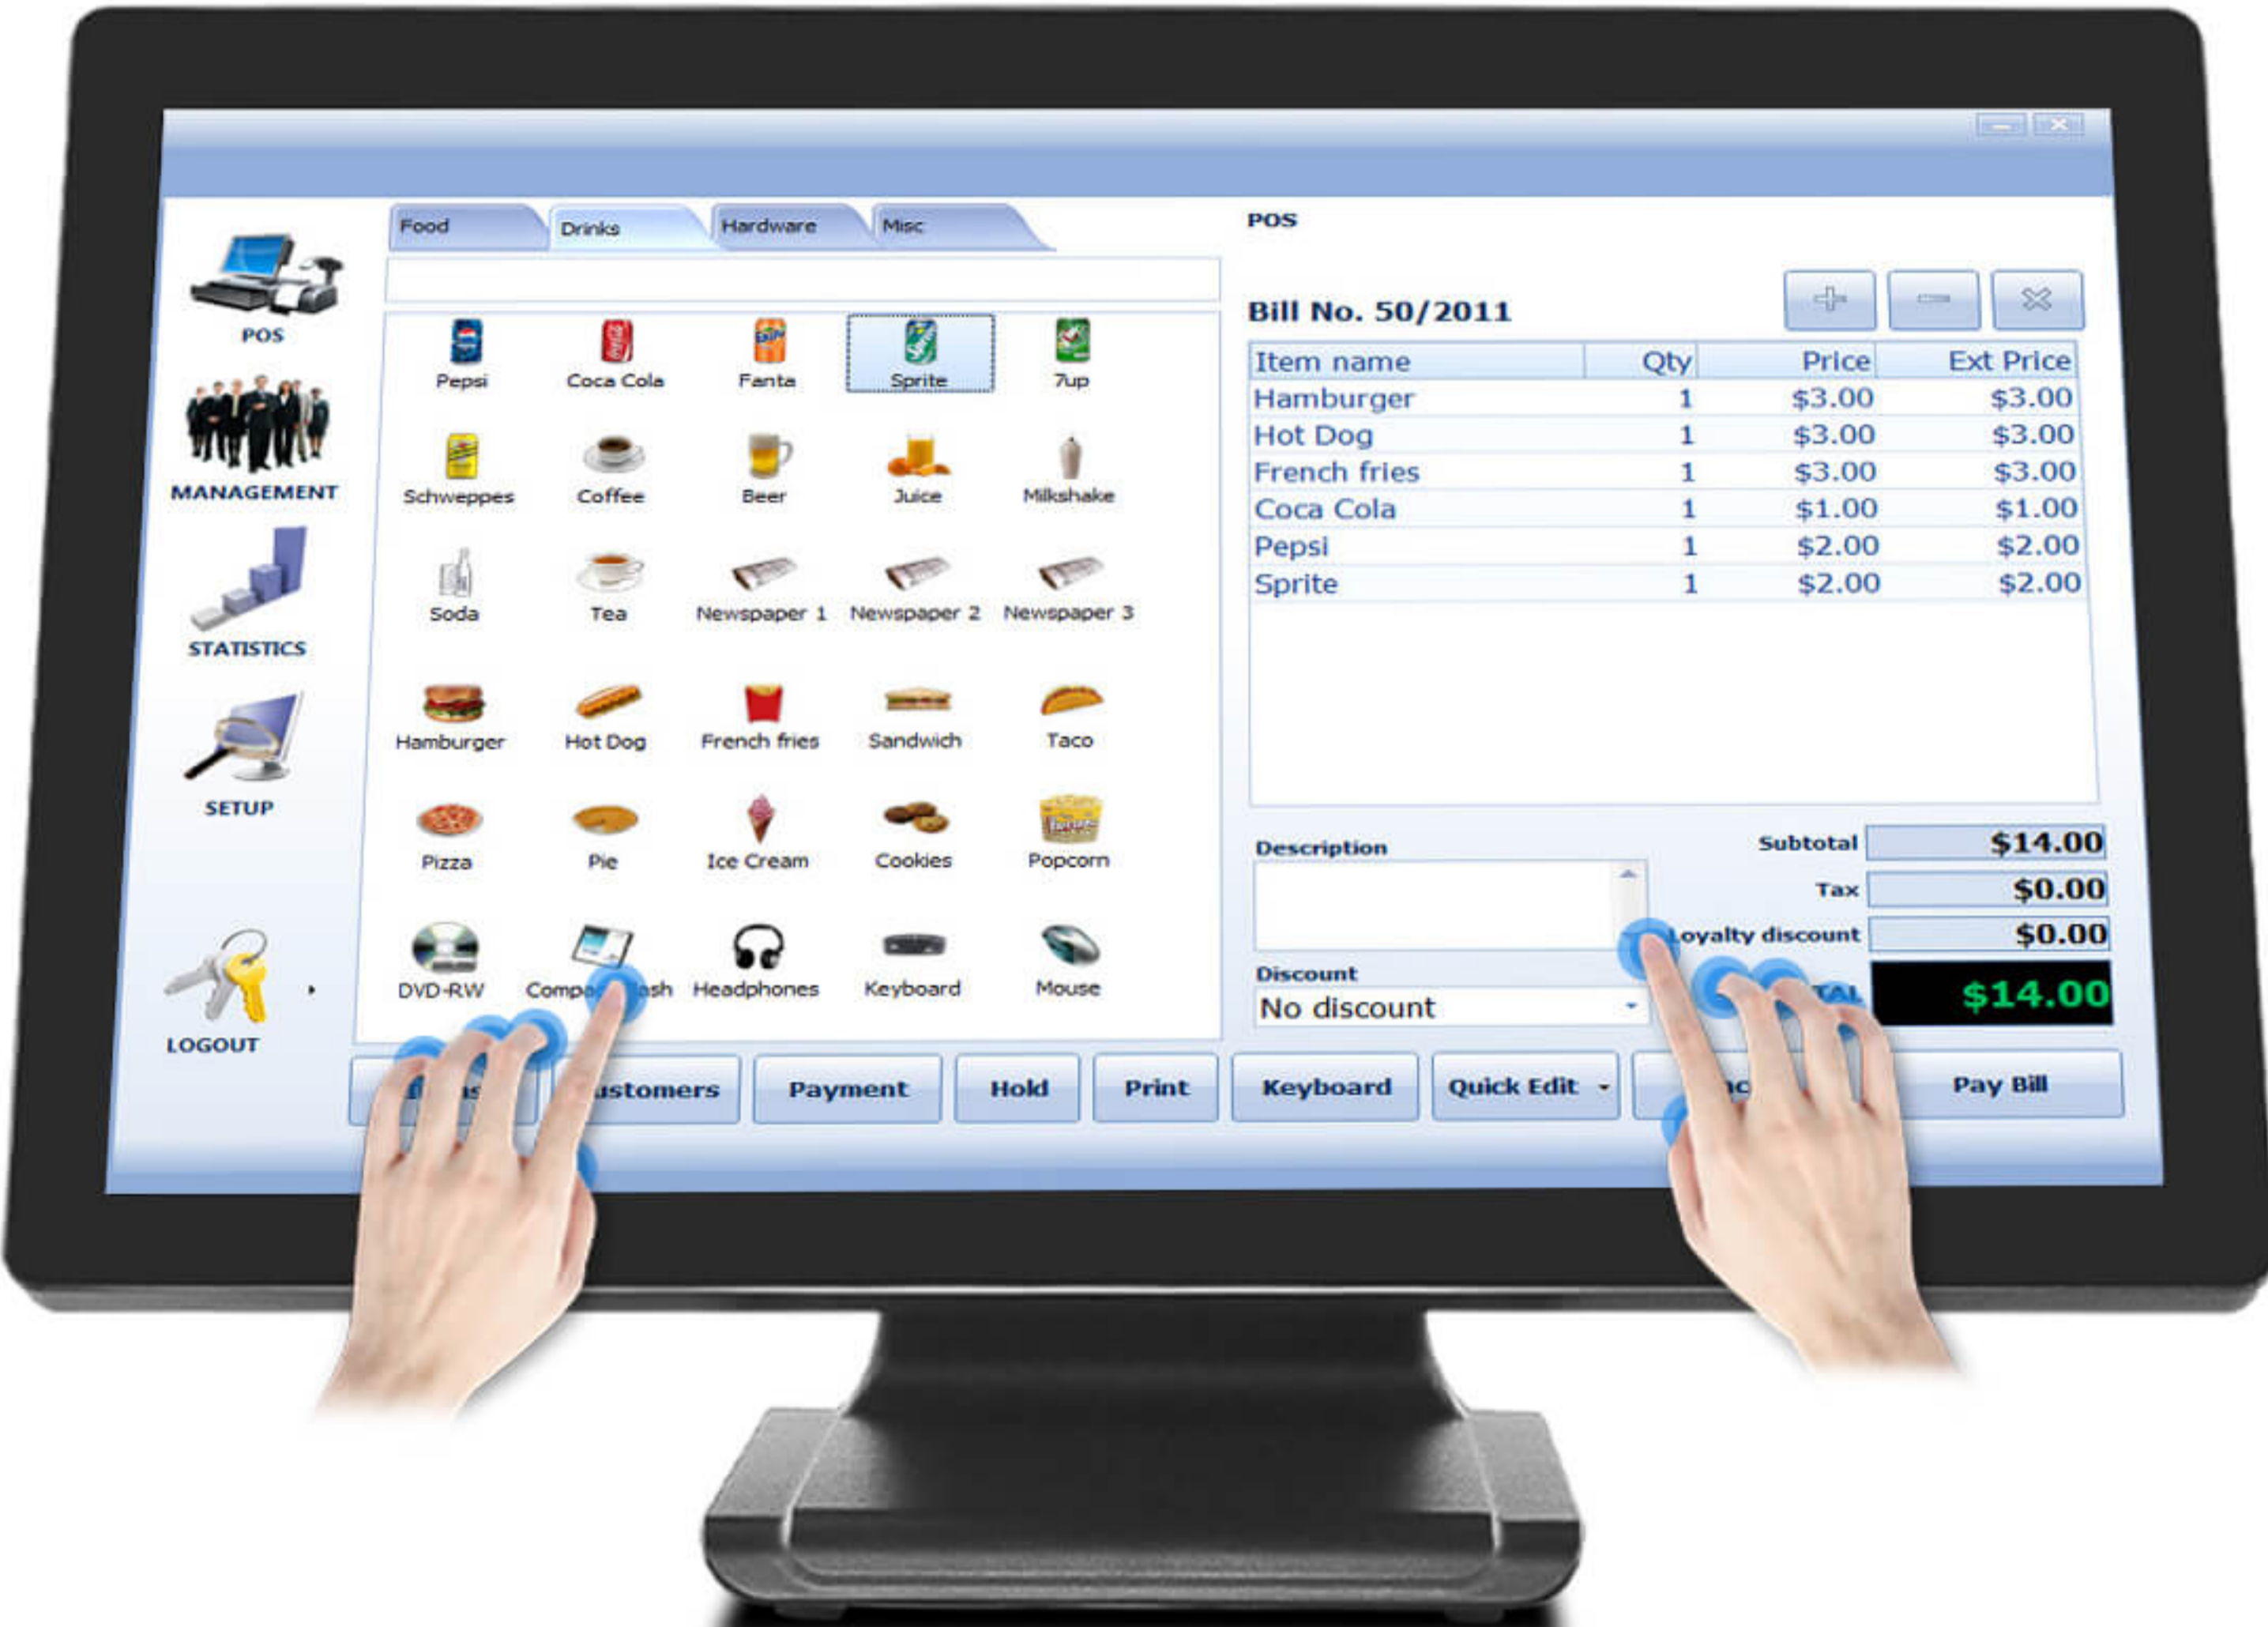 Food
Drinks
Hardware
Misc
POS
POS
MANAGEMENT
STATISTICS
SETUP
LOGOUT
Pepsi
Coca Cola
Fanta
Sprite
7up
Schweppes
Coffee
Beer
Juice
Milkshake
Soda
Tea
Newspaper 1
Newspaper 2
Newspaper 3
Hamburger
Hot Dog
French fries
Sandwich
Taco
Pizza
Pie
Ice Cream
Cookies
Popcorn
DVD-RW
Headphones
Keyboard
Mouse
Bill No. 50/2011
Item name Qty Price Ext Price
Hamburger 1 $3.00 $3.00
Hot Dog 1 $3.00 $3.00
French fries 1 $3.00 $3.00
Coca Cola 1 $1.00 $1.00
Pepsi 1 $2.00 $2.00
Sprite 1 $2.00 $2.00
Description
Subtotal $14.00
Tax $0.00
discount $0.00
Discount
No discount
$14.00
Payment
Hold
Print
Keyboard
Quick Edit
Pay Bill